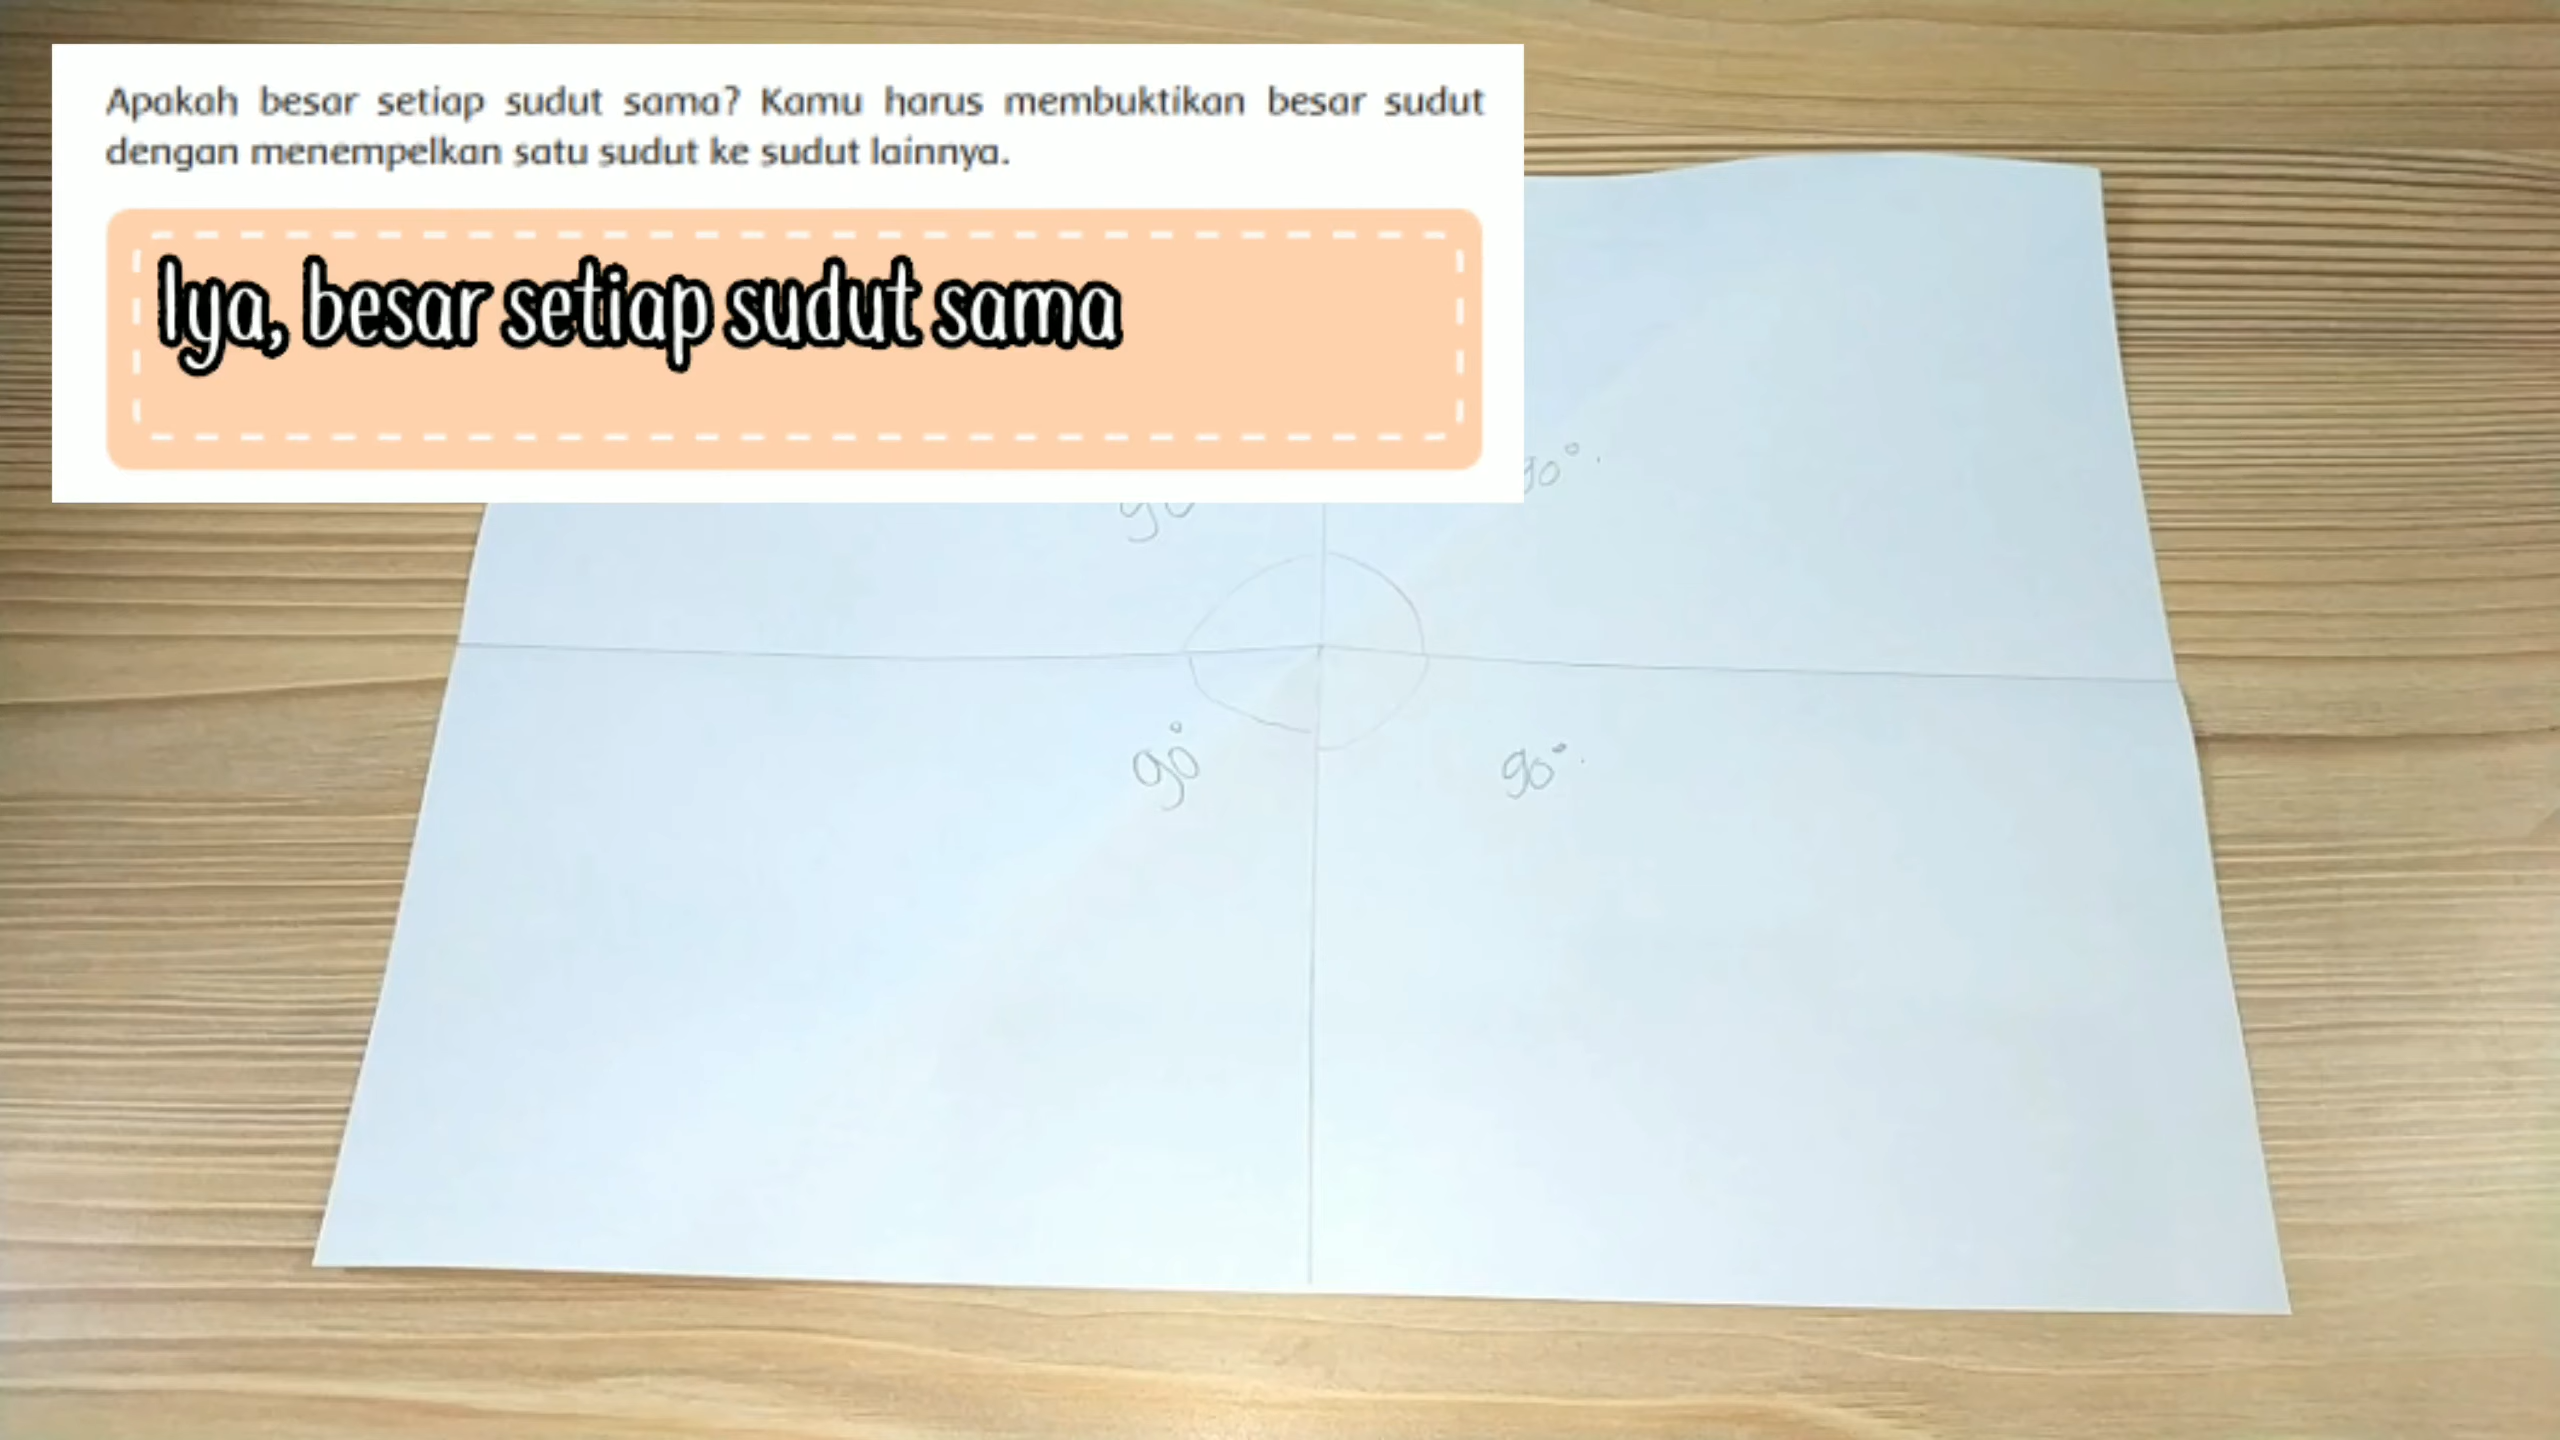 Apakah besar setiap sudut sama? Kamu harus membuktikan besar sudut
dengan menempelkan satu sudut ke sudut lainnya.
Iya, besar setiap sudut sama
90°.
90°
90°.